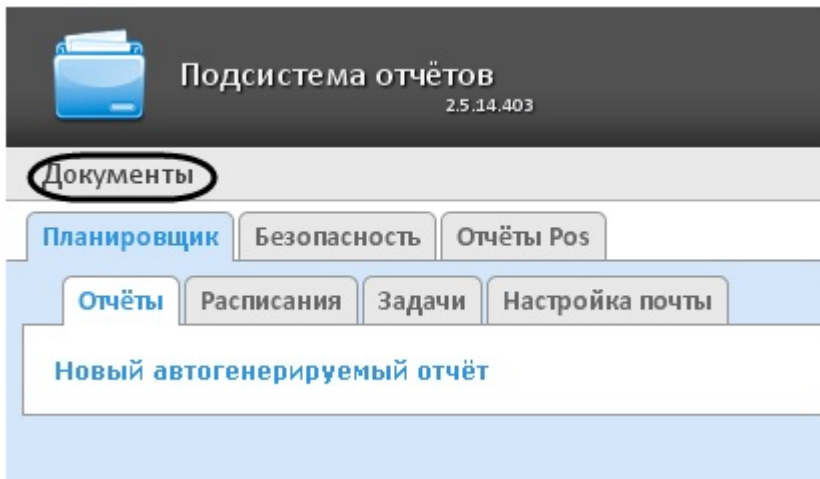 Подсистема отчётов
2.5.14.403
Документы
Планировщик Безопасность Отчёты Pos
Отчёты Расписания Задачи Настройка почты
Новый автогенерируемый отчёт